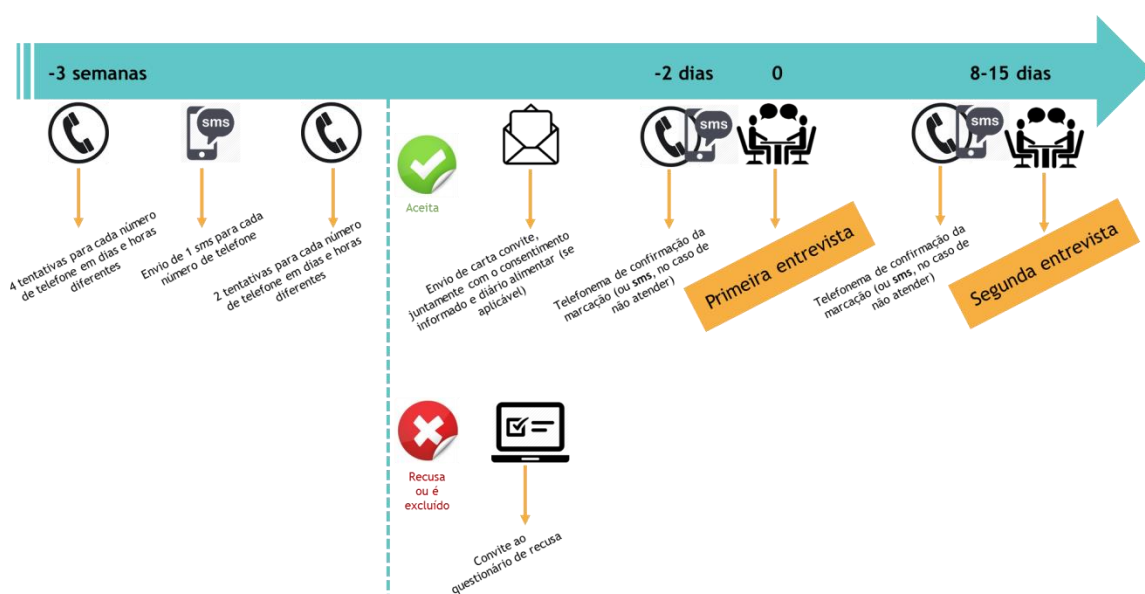 -3 semanas
-2 dias
0
8-15 dias
sms
sms
sms
4 tentativas para cada número
de telefone em dias e horas
diferentes
Envio de 1 sms para cada
número de telefone
2 tentativas para cada número
de telefone em dias e horas
diferentes
Aceita
Envio de carta convite,
juntamente com o consentimento
informado e diário alimentar (se
aplicável)
Telefonema de confirmação da
marcação (ou sms, no caso de
não atender)
Primeira entrevista
Telefonema de confirmação da
marcação (ou sms, no caso de
não atender)
Segunda entrevista
Recusa
ou é
excluído
Convite ao
questionário de recusa